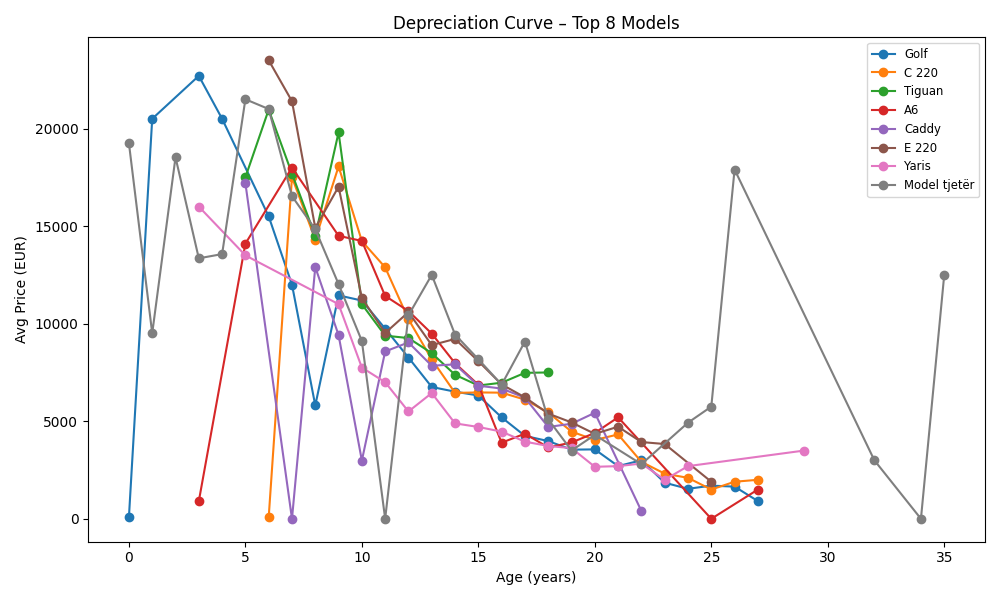 Depreciation Curve – Top 8 Models
Golf
C 220
Tiguan
A6
Caddy
E 220
Yaris
Model tjetër
Avg Price (EUR)
20000
15000
10000
5000
0
0 5 10 15 20 25 30 35
Age (years)